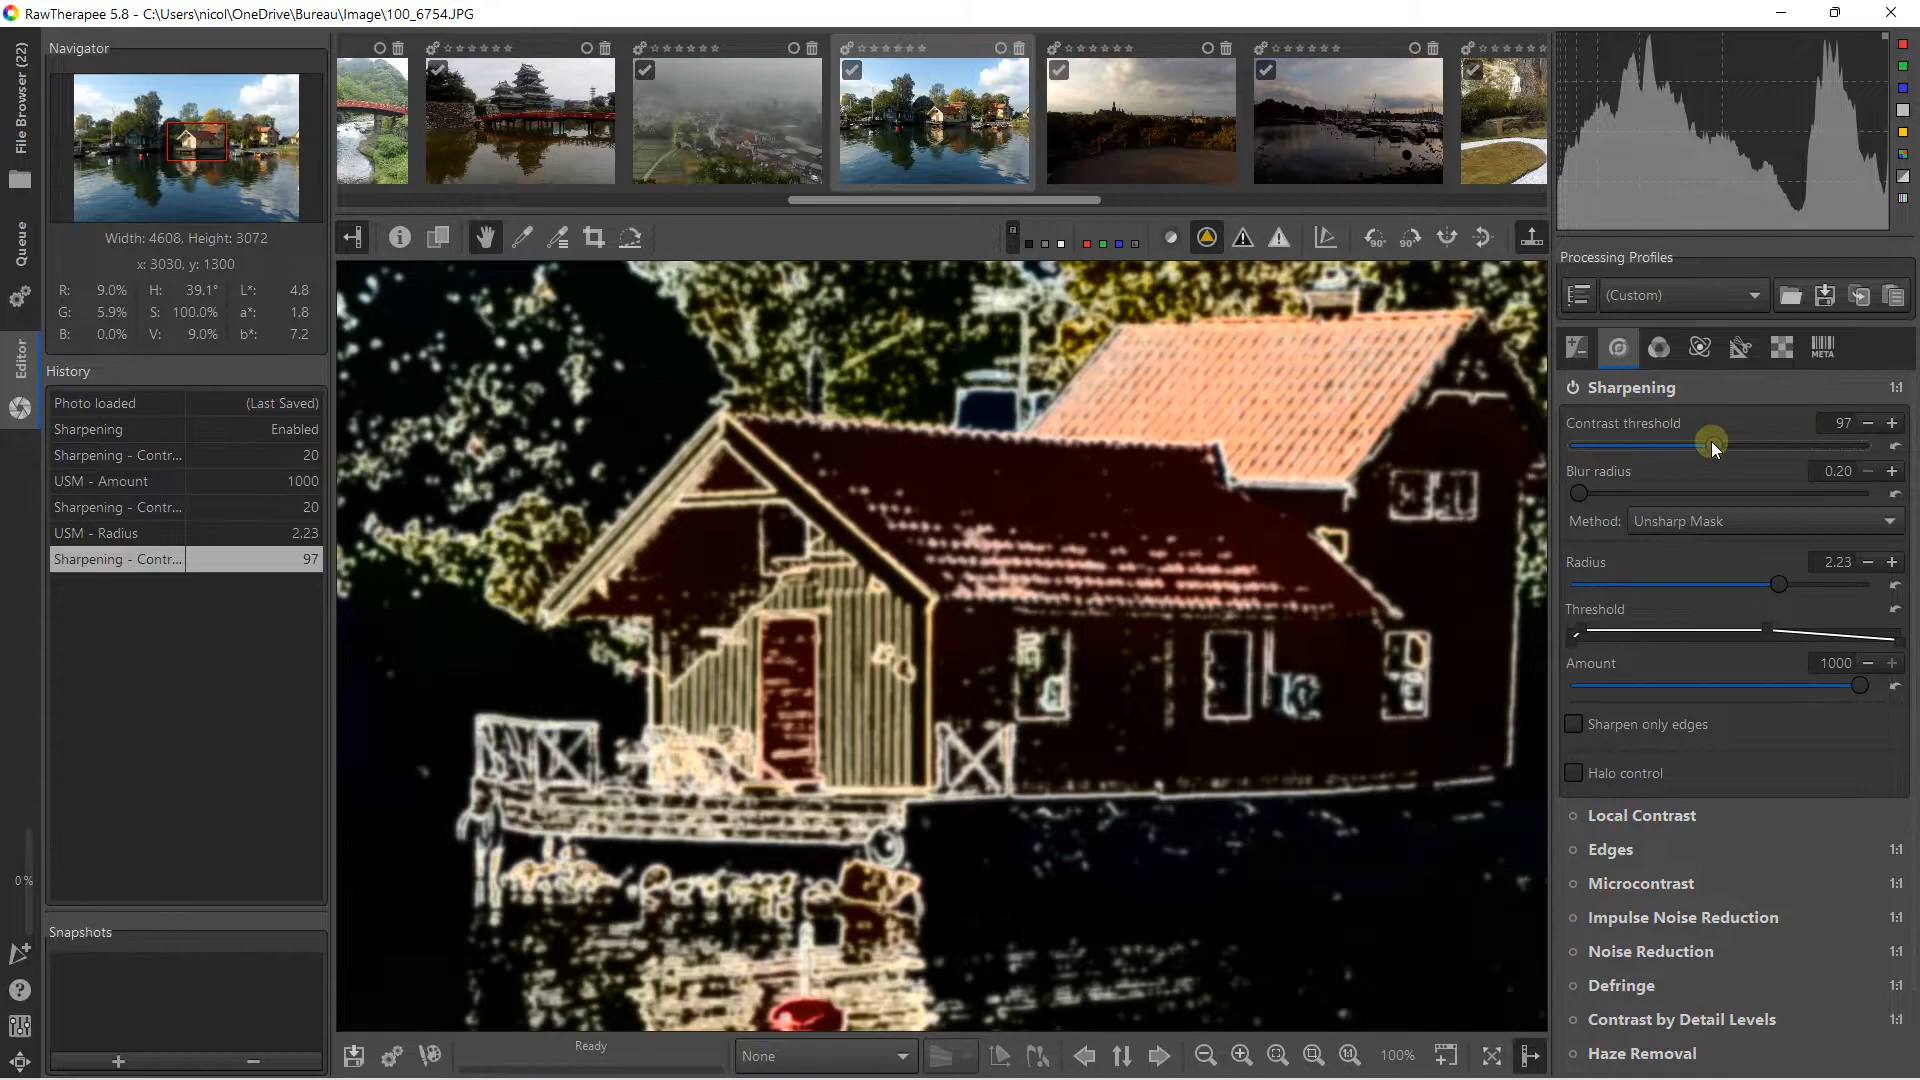 RawTherapee 5.8 - C:\Users\nicol\OneDrive\Bureau\Image\100_6754.JPG
File Browser (22)
Queue
Editor
0%
Navigator
Width: 4608, Height: 3072
x: 3030, y: 1300
R: 9.0% H: 39.1° L*: 4.8
G: 5.9% S: 100.0% a*: 1.8
B: 0.0% V: 9.0% b*: 7.2
History
Photo loaded (Last Saved)
Sharpening Enabled
Sharpening - Contr... 20
USM - Amount 1000
Sharpening - Contr... 20
USM - Radius 2.23
Sharpening - Contr... 97
Snapshots
Ready
None
100%
Processing Profiles
(Custom)
META
Sharpening 1:1
Contrast threshold 97
Blur radius 0.20
Method: Unsharp Mask
Radius 2.23
Threshold
Amount 1000
Sharpen only edges
Halo control
Local Contrast
Edges 1:1
Microcontrast 1:1
Impulse Noise Reduction 1:1
Noise Reduction 1:1
Defringe 1:1
Contrast by Detail Levels 1:1
Haze Removal